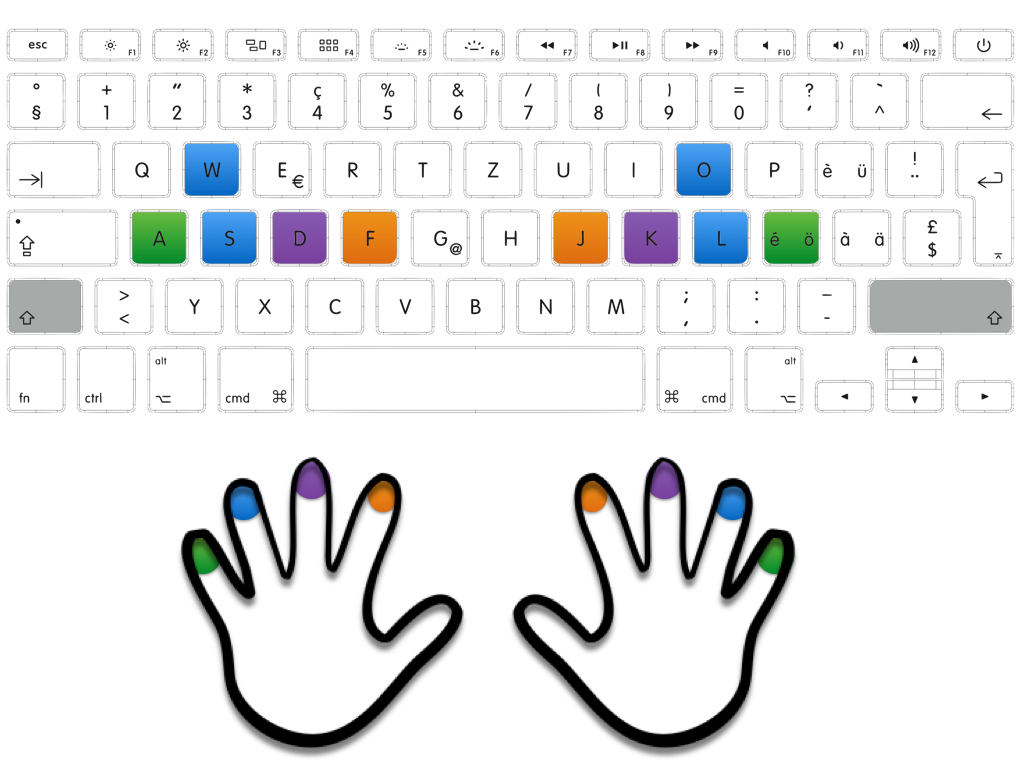 esc F1 F2 F3 F4 F5 F6 F7 F8 F9 F10 F11 F12
° + “ * ç % & / ( ) = ? `
§ 1 2 3 4 5 6 7 8 9 0 ‘ ^
Q W E € R T Z U I O P è ü ! ¨
A S D F G @ H J K L é ö à ä £ $
> < Y X C V B N M ; , : . _ -
fn ctrl alt cmd ⌘ ⌘ cmd alt